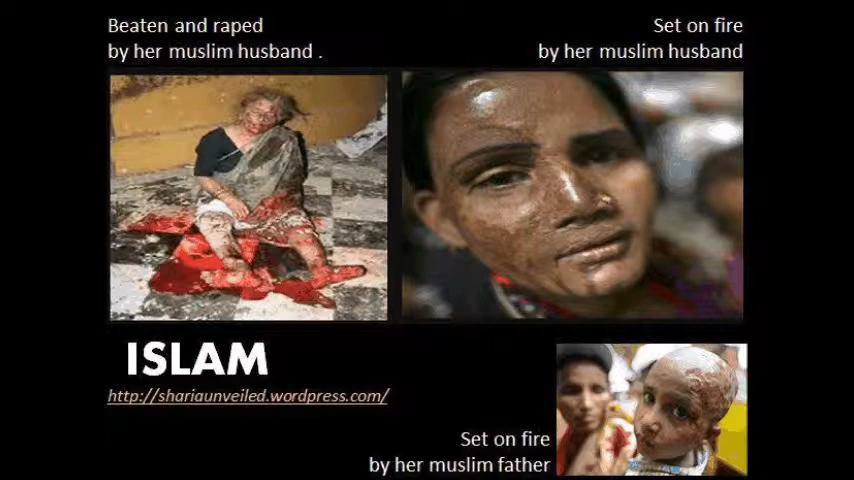 Beaten and raped
by her muslim husband .
Set on fire
by her muslim husband
ISLAM
http://shariaunveiled.wordpress.com/
Set on fire
by her muslim father